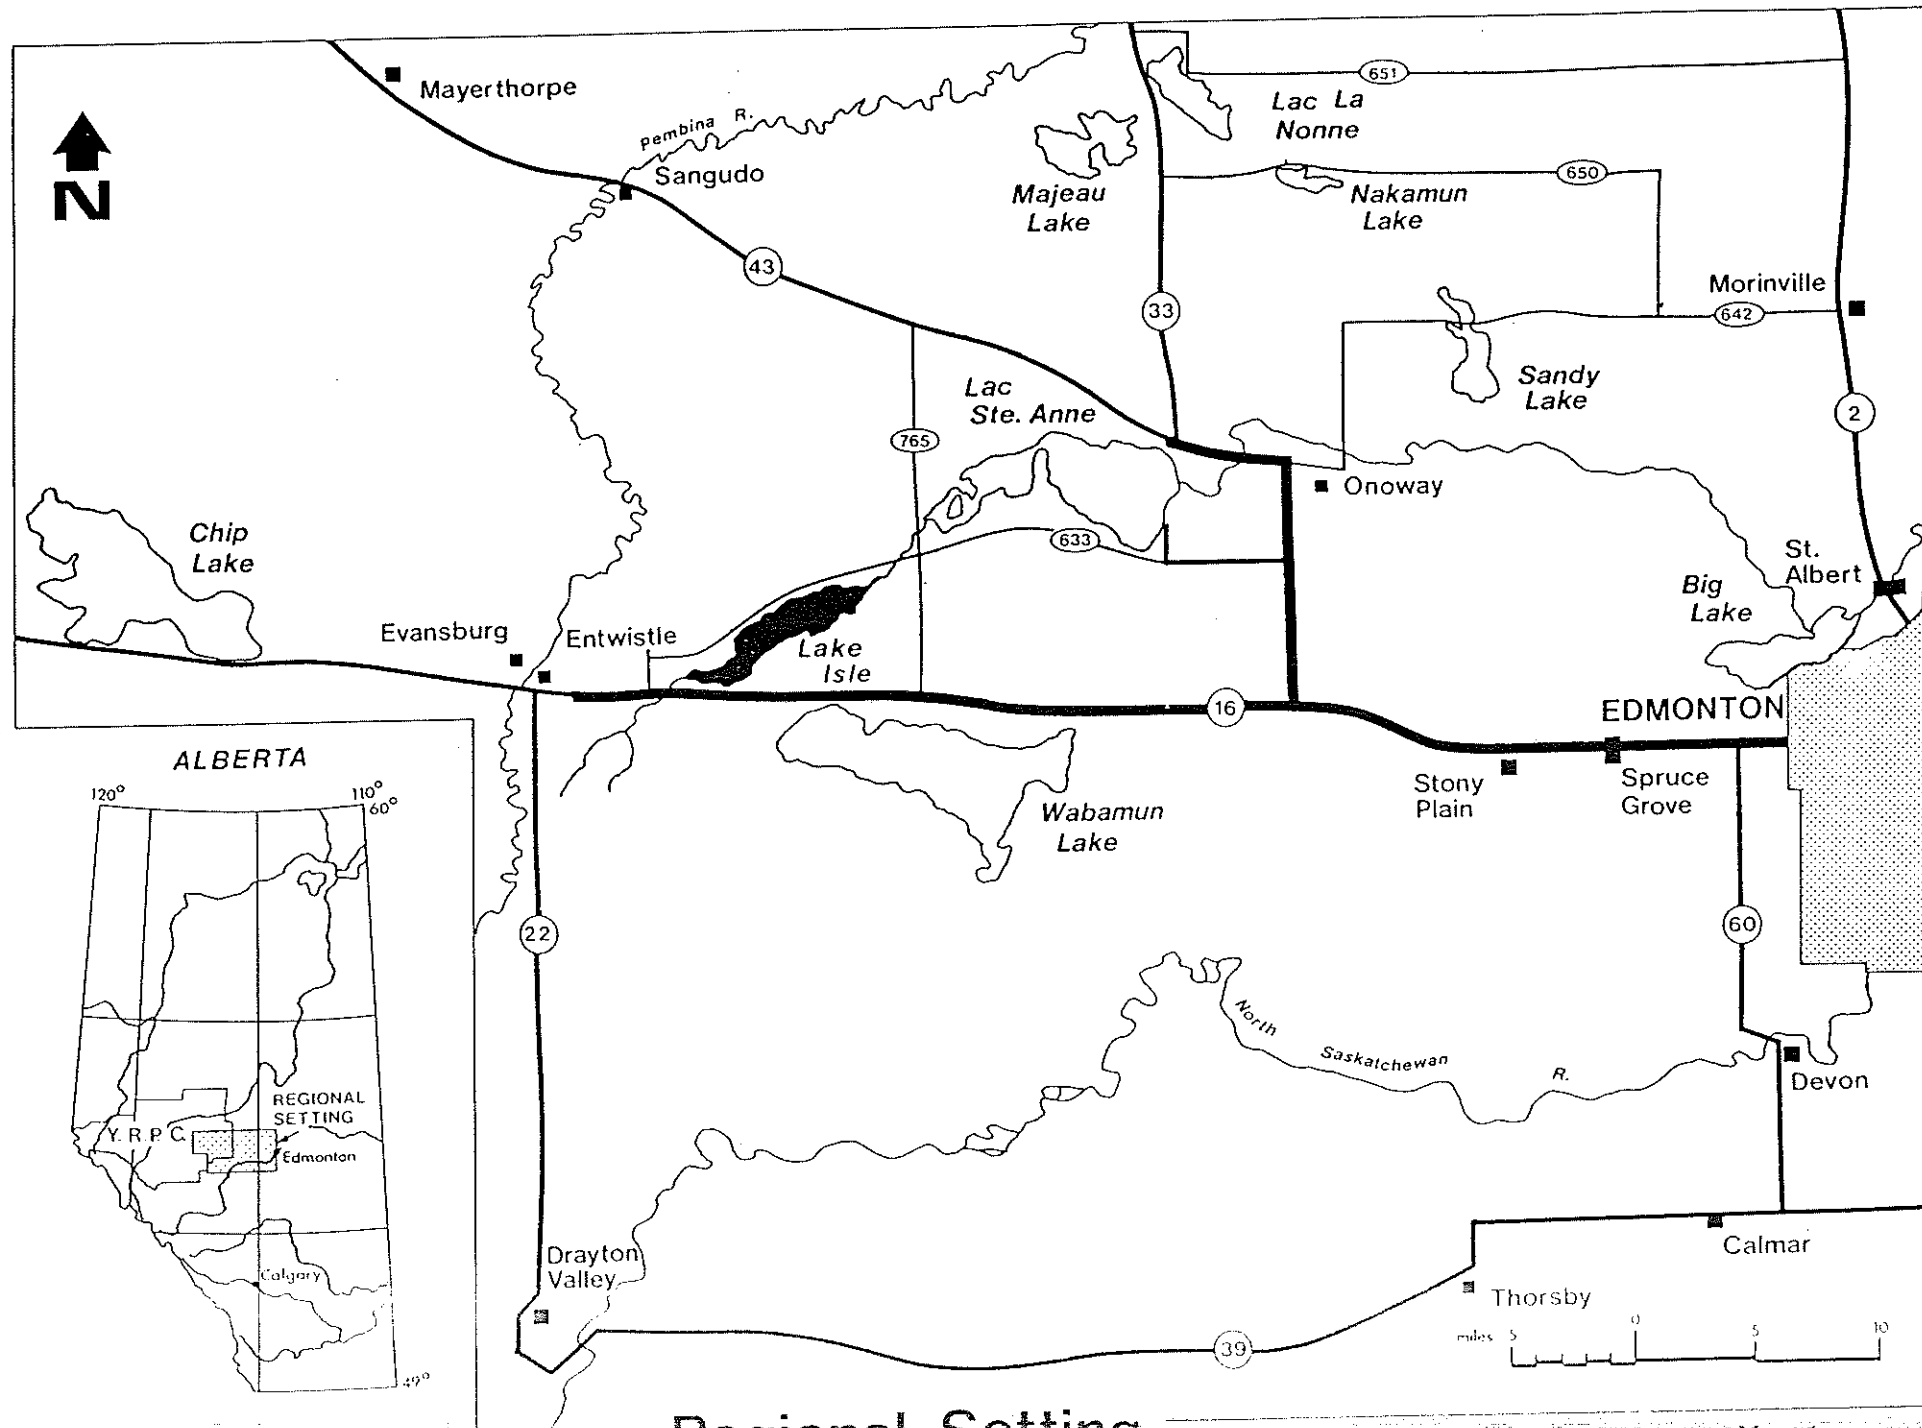 Mayerthorpe
Pembina R.
Sangudo
651
Lac La
Nonne
Majeau
Lake
650
Nakamun
Lake
N
43
33
Morinville
642
Sandy
Lake
2
Lac
Ste. Anne
765
Onoway
Chip
Lake
633
St.
Albert
Big
Lake
Evansburg
Entwistle
Lake
Isle
16
EDMONTON
Stony
Plain
Spruce
Grove
Wabamun
Lake
22
60
North
Saskatchewan
R.
Devon
Drayton
Valley
Calmar
Thorsby
39
miles 5 0 5 10
ALBERTA
120°
110°
60°
REGIONAL
SETTING
Y. R. P. C.
Edmonton
Calgary
49°
Regional Setting